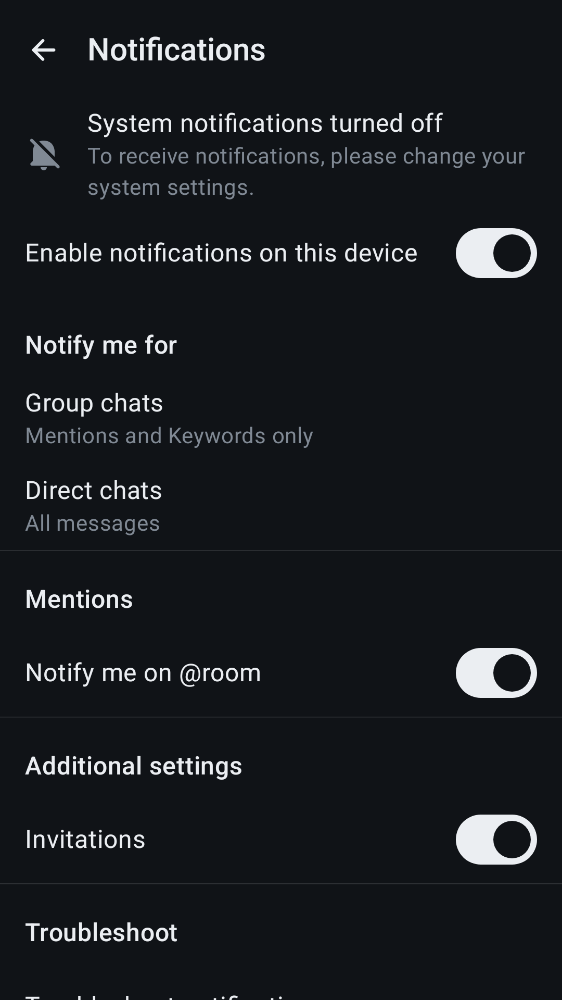 Notifications
System notifications turned off
To receive notifications, please change your
system settings.
Enable notifications on this device
Notify me for
Group chats
Mentions and Keywords only
Direct chats
All messages
Mentions
Notify me on @room
Additional settings
Invitations
Troubleshoot